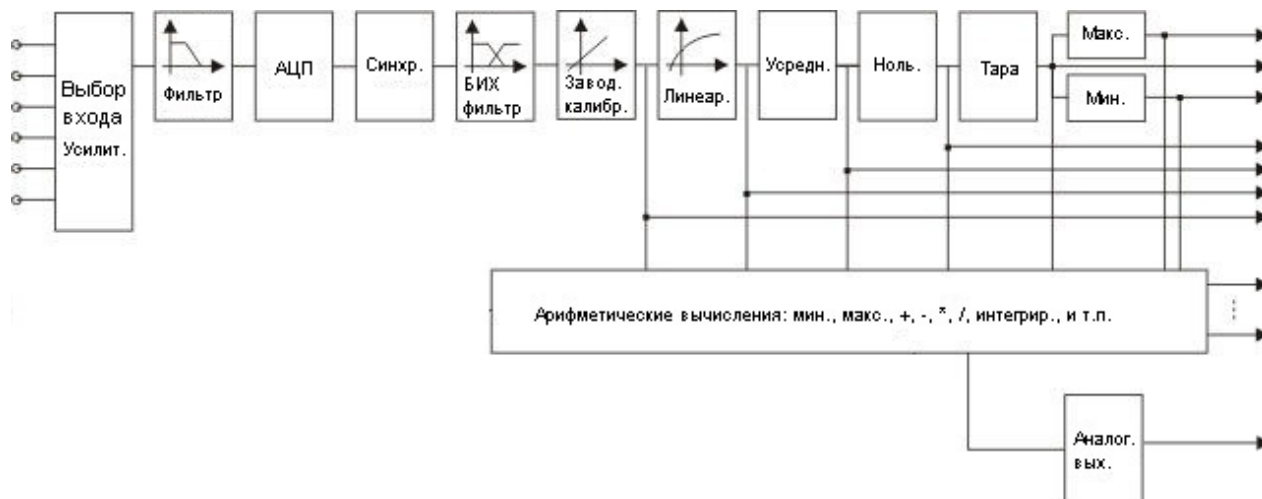 Выбор
входа
Усилит.
Фильтр
АЦП
Синхр.
БИХ
фильтр
Завод.
калибр.
Линеар.
Усредн.
Ноль.
Тара
Макс.
Мин.
Арифметические вычисления: мин., макс., +, -, *, /, интегрир., и т.п.
Аналог.
вых.